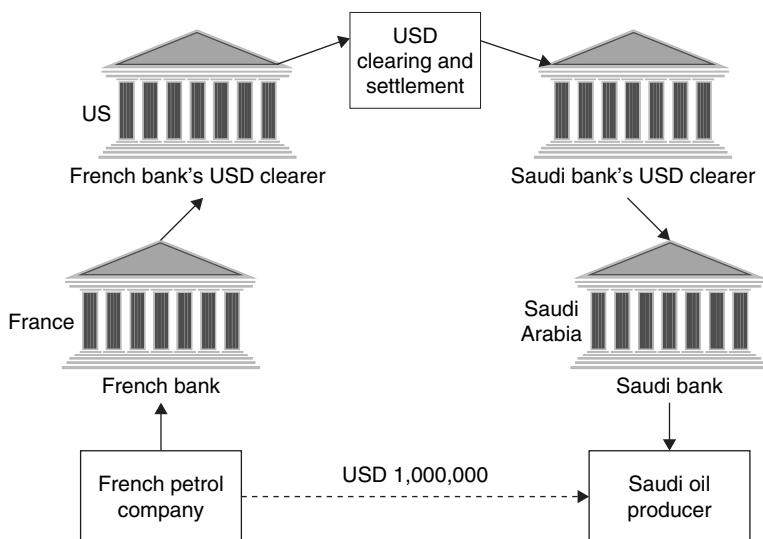 USD
clearing and
settlement
US
French bank's USD clearer
Saudi bank's USD clearer
France
Saudi
Arabia
French bank
Saudi bank
French petrol
company
USD 1,000,000
Saudi oil
producer